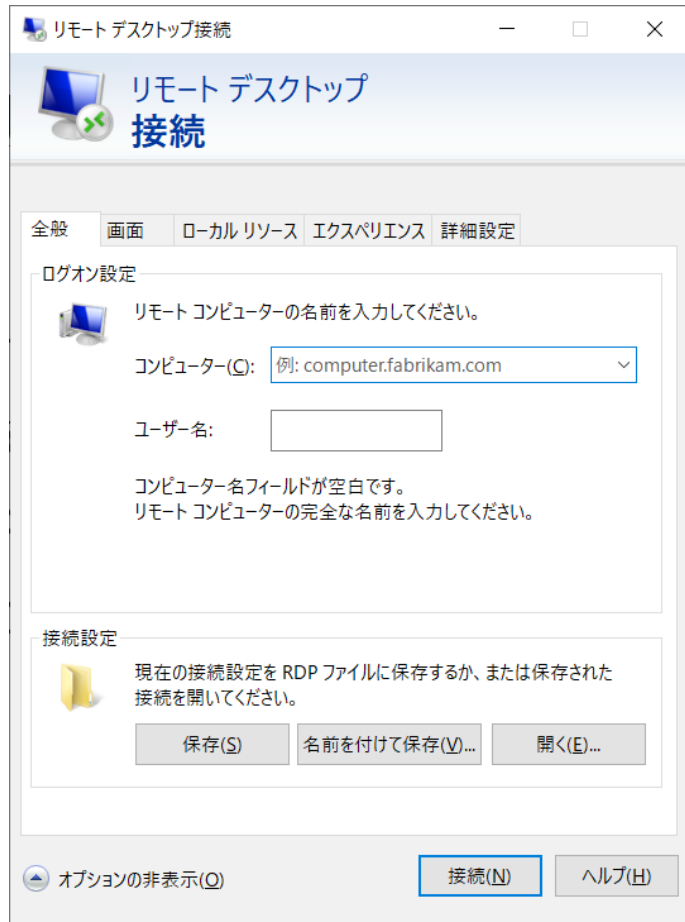 リモート デスクトップ接続
リモート デスクトップ
接続
全般 画面 ローカル リソース エクスペリエンス 詳細設定
ログオン設定
リモート コンピューターの名前を入力してください。
コンピューター(C): 例: computer.fabrikam.com
ユーザー名:
コンピューター名フィールドが空白です。
リモート コンピューターの完全な名前を入力してください。
接続設定
現在の接続設定を RDP ファイルに保存するか、または保存された
接続を開いてください。
保存(S) 名前を付けて保存(V)... 開く(E)...
オプションの非表示(O) 接続(N) ヘルプ(H)